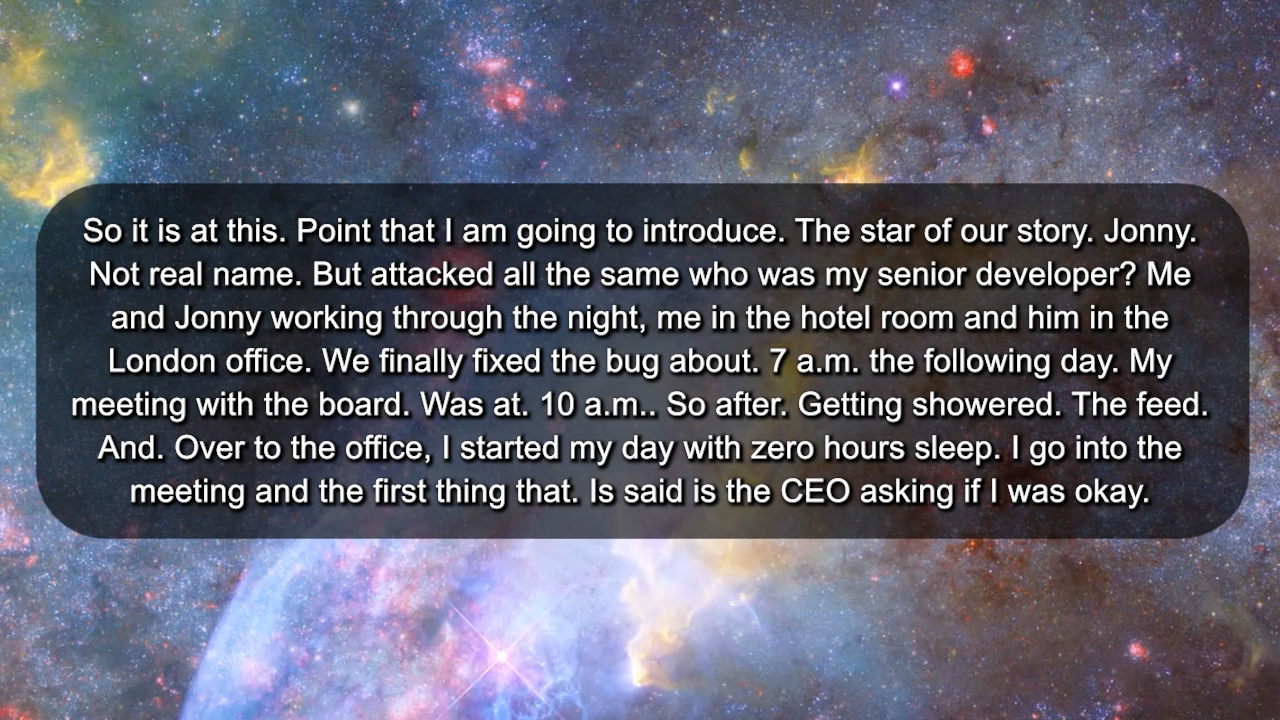 So it is at this. Point that I am going to introduce. The star of our story. Jonny.
Not real name. But attacked all the same who was my senior developer? Me
and Jonny working through the night, me in the hotel room and him in the
London office. We finally fixed the bug about. 7 a.m. the following day. My
meeting with the board. Was at. 10 a.m.. So after. Getting showered. The feed.
And. Over to the office, I started my day with zero hours sleep. I go into the
meeting and the first thing that. Is said is the CEO asking if I was okay.